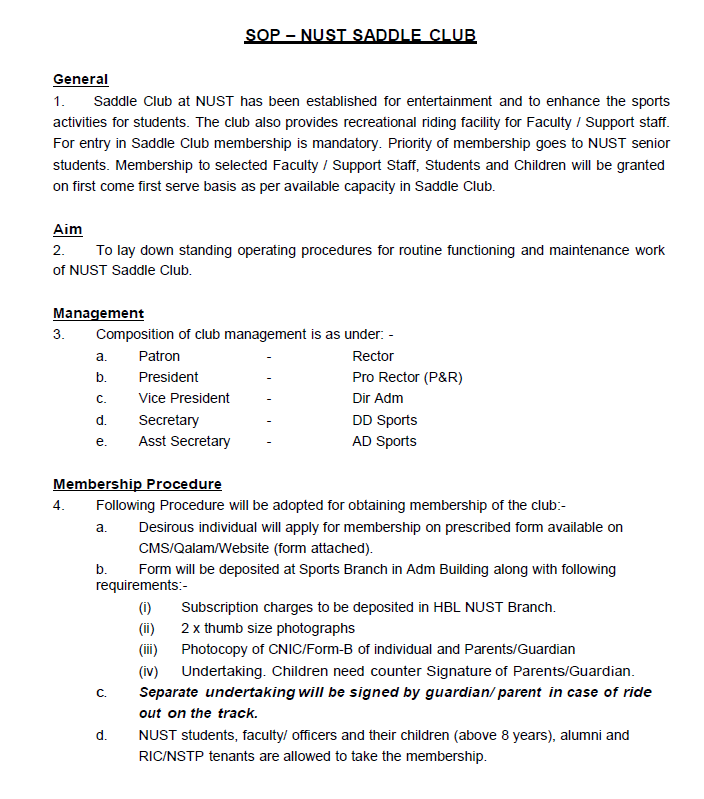 SOP – NUST SADDLE CLUB
General
1. Saddle Club at NUST has been established for entertainment and to enhance the sports
activities for students. The club also provides recreational riding facility for Faculty / Support staff.
For entry in Saddle Club membership is mandatory. Priority of membership goes to NUST senior
students. Membership to selected Faculty / Support Staff, Students and Children will be granted
on first come first serve basis as per available capacity in Saddle Club.
Aim
2. To lay down standing operating procedures for routine functioning and maintenance work
of NUST Saddle Club.
Management
3. Composition of club management is as under: -
a. Patron - Rector
b. President - Pro Rector (P&R)
c. Vice President - Dir Adm
d. Secretary - DD Sports
e. Asst Secretary - AD Sports
Membership Procedure
4. Following Procedure will be adopted for obtaining membership of the club:-
a. Desirous individual will apply for membership on prescribed form available on
CMS/Qalam/Website (form attached).
b. Form will be deposited at Sports Branch in Adm Building along with following
requirements:-
(i) Subscription charges to be deposited in HBL NUST Branch.
(ii) 2 x thumb size photographs
(iii) Photocopy of CNIC/Form-B of individual and Parents/Guardian
(iv) Undertaking. Children need counter Signature of Parents/Guardian.
c. Separate undertaking will be signed by guardian/ parent in case of ride
out on the track.
d. NUST students, faculty/ officers and their children (above 8 years), alumni and
RIC/NSTP tenants are allowed to take the membership.